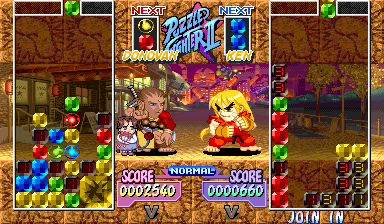 NEXT
NEXT
PUZZLE
FIGHTER II
DONOVAN
KEN
SCORE
NORMAL
SCORE
0002540
0000660
V
V
JOIN IN